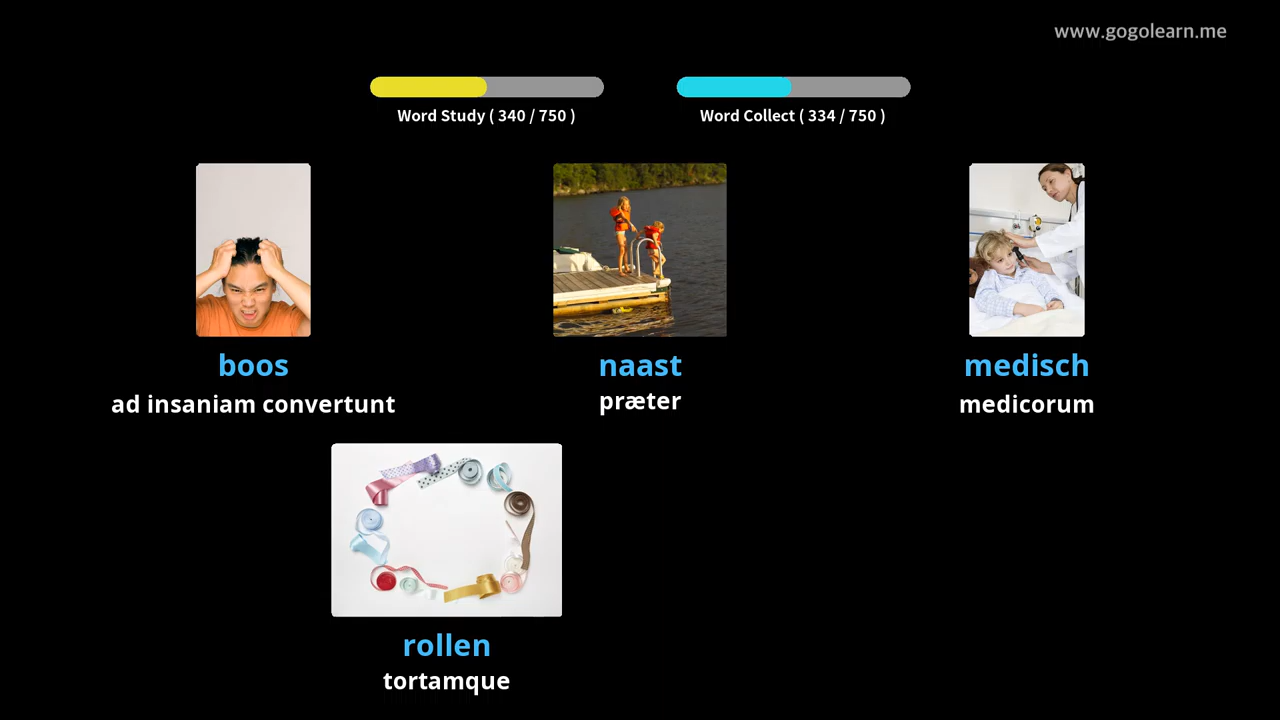 www.gogolearn.me
Word Study ( 340 / 750 )
Word Collect ( 334 / 750 )
boos
ad insaniam convertunt
naast
præter
medisch
medicorum
rollen
tortamque